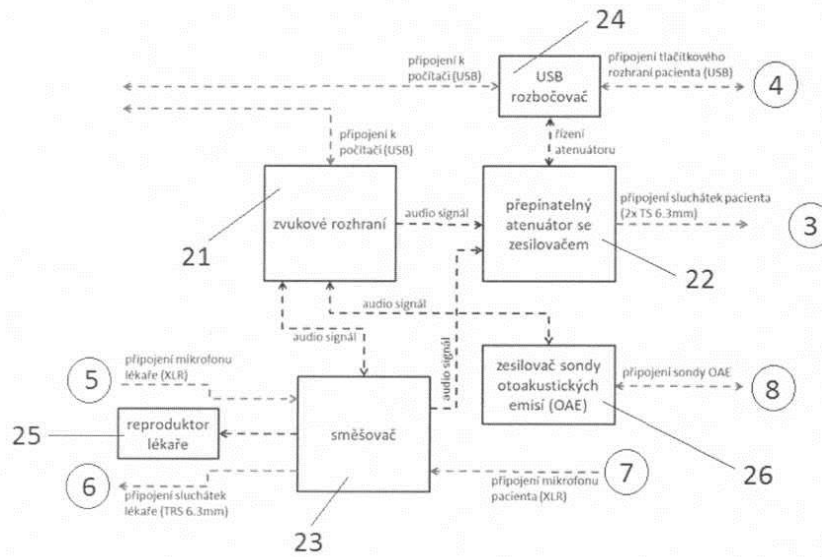 24
připojení k
počítači (USB)
USB
rozbočovač
připojení tlačítkového
rozhraní pacienta (USB)
4
připojení k
počítači (USB)
řízení
atenuátoru
21
zvukové rozhraní
audio signál
přepínatelný
atenuátor se
zesilovačem
připojení sluchátek pacienta
(2x TS 6.3mm)
3
22
audio signál
audio signál
audio signál
5
připojení mikrofonu
lékaře (XLR)
zesilovač sondy
otoakustických
emisí (OAE)
připojení sondy OAE
8
25
reproduktor
lékaře
směšovač
26
6
připojení sluchátek
lékaře (TRS 6.3mm)
7
připojení mikrofonu
pacienta (XLR)
23